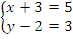 x + 3 = 5
y − 2 = 3